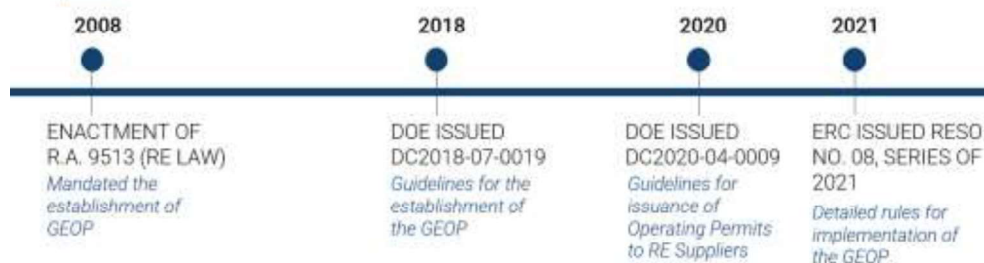 2008
ENACTMENT OF
R.A. 9513 (RE LAW)
Mandated the
establishment of
GEOP
2018
DOE ISSUED
DC2018-07-0019
Guidelines for the
establishment of
the GEOP
2020
DOE ISSUED
DC2020-04-0009
Guidelines for
issuance of
Operating Permits
to RE Suppliers
2021
ERC ISSUED RESO
NO. 08, SERIES OF
2021
Detailed rules for
implementation of
the GEOP